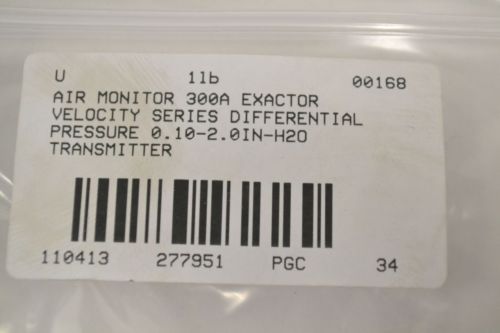 U 1lb 00168
AIR MONITOR 300A EXACTOR
VELOCITY SERIES DIFFERENTIAL
PRESSURE 0.10-2.0IN-H2O
TRANSMITTER
110413 277951 PGC 34